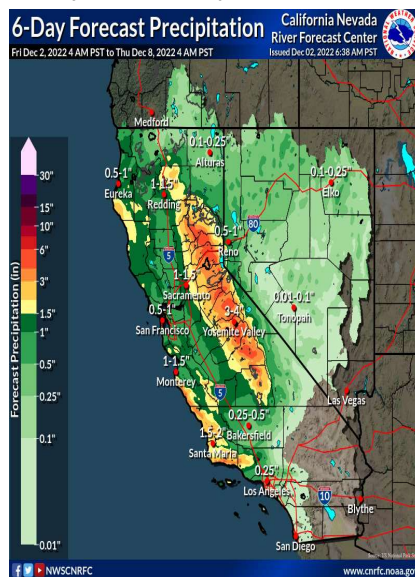 6-Day Forecast Precipitation
California Nevada
River Forecast Center
Fri Dec 2, 2022 4 AM PST to Thu Dec 8, 2022 4 AM PST
Issued Dec 02, 2022 6:38 AM PST
Medford
0.1-0.25"
Alturas
0.1-0.25"
Elko
0.5-1"
Eureka
1-1.5"
Redding
80
0.5-1"
Reno
5
1-1.5"
Sacramento
0.5-1"
San Francisco
3-4"
Yosemite Valley
0.01-0.1"
Tonopah
1-1.5"
Monterey
5
Las Vegas
0.25-0.5"
Bakersfield
1.5-2"
Santa Maria
0.25"
Los Angeles
10
Blythe
San Diego
Forecast Precipitation (in)
30"
15"
10"
6"
3"
1.5"
1"
0.5"
0.25"
0.1"
0.01"
NWSCNRFC
www.cnrfc.noaa.gov